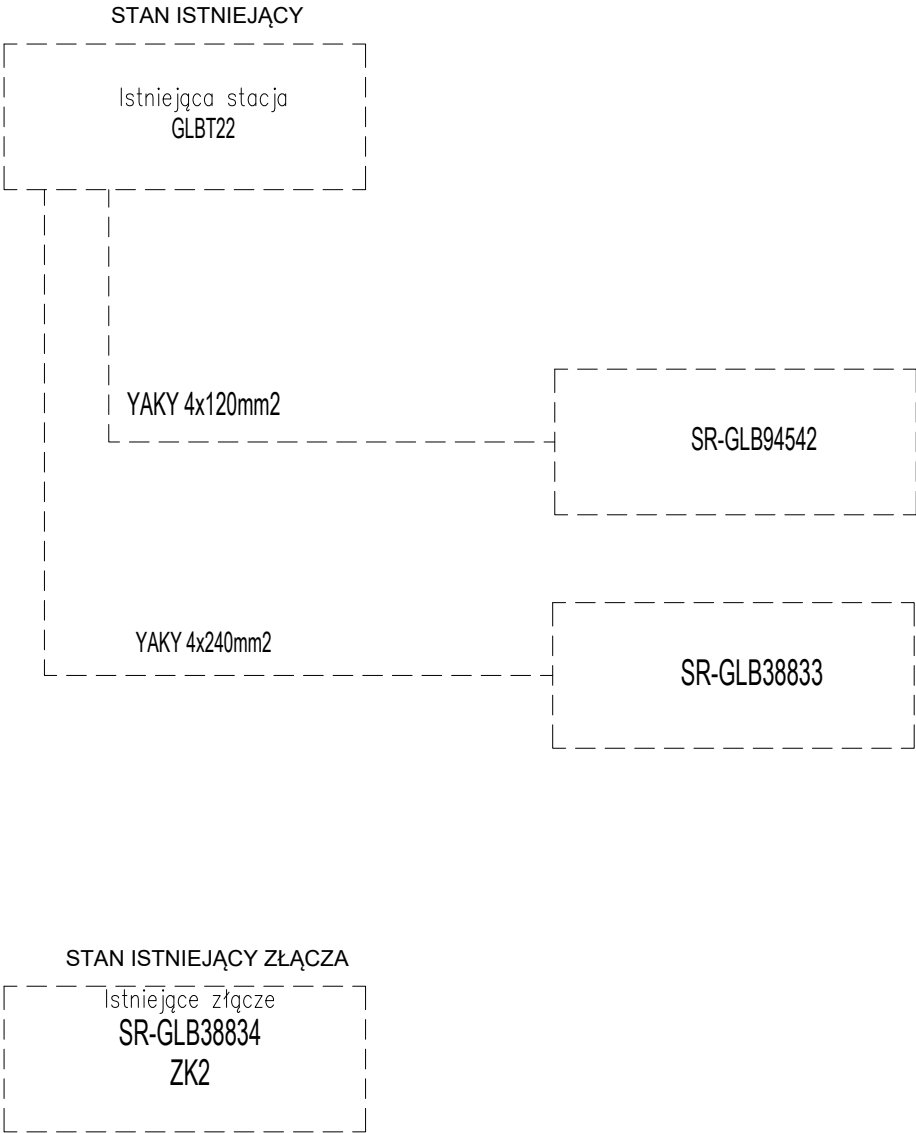 STAN ISTNIEJĄCY
Istniejąca stacja
GLBT22
YAKY 4x120mm2
SR-GLB94542
YAKY 4x240mm2
SR-GLB38833
STAN ISTNIEJĄCY ZŁĄCZA
Istniejące złącze
SR-GLB38834
ZK2